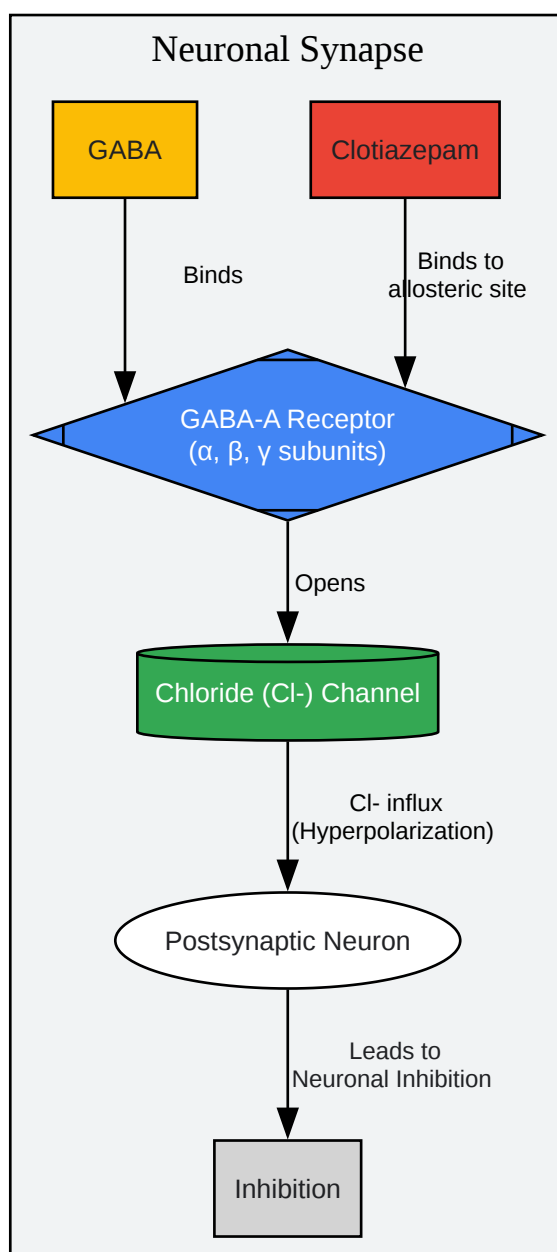 Neuronal Synapse
GABA
Clotiazepam
Binds
Binds to
allosteric site
GABA-A Receptor
(α, β, γ subunits)
Opens
Chloride (Cl-) Channel
Cl- influx
(Hyperpolarization)
Postsynaptic Neuron
Leads to
Neuronal Inhibition
Inhibition